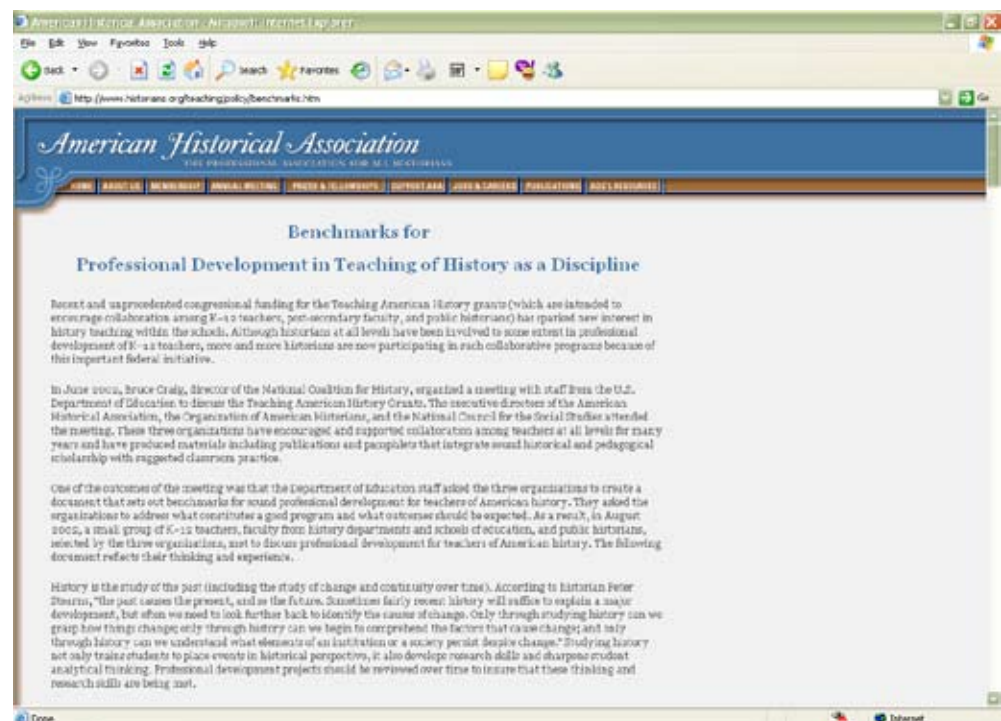 American Historical Association - Microsoft Internet Explorer
File Edit View Favorites Tools Help
Back Search Favorites
Address http://www.historians.org/teaching/policy/benchmarks.htm Go
American Historical Association
THE PROFESSIONAL ASSOCIATION FOR ALL HISTORIANS
HOME ABOUT US MEMBERSHIP ANNUAL MEETING PRIZES & FELLOWSHIPS SUPPORT AHA JOBS & CAREERS PUBLICATIONS RESOURCES
Benchmarks for
Professional Development in Teaching of History as a Discipline
Recent and unprecedented congressional funding for the Teaching American History grants (which are intended to
encourage collaboration among K–12 teachers, post-secondary faculty, and public historians) has sparked new interest in
history teaching within the schools. Although historians at all levels have been involved to some extent in professional
development of K–12 teachers, more and more historians are now participating in such collaborative programs because of
this important federal initiative.
In June 2002, Bruce Craig, director of the National Coalition for History, organized a meeting with staff from the U.S.
Department of Education to discuss the Teaching American History Grants. The executive directors of the American
Historical Association, the Organization of American Historians, and the National Council for the Social Studies attended
the meeting. These three organizations have encouraged and supported collaboration among teachers at all levels for many
years and have produced materials including publications and pamphlets that integrate sound historical and pedagogical
scholarship with suggested classroom practice.
One of the outcomes of the meeting was that the Department of Education staff asked the three organizations to create a
document that sets out benchmarks for sound professional development for teachers of American history. They asked the
organizations to address what constitutes a good program and what outcomes should be expected. As a result, in August
2002, a small group of K–12 teachers, faculty from history departments and schools of education, and public historians,
selected by the three organizations, met to discuss professional development for teachers of American history. The following
document reflects their thinking and experience.
History is the study of the past (including the study of change and continuity over time). According to historian Peter
Stearns, "the past causes the present, and so the future. Sometimes fairly recent history will suffice to explain a major
development, but often we need to look further back to identify the causes of change. Only through studying history can we
grasp how things change; only through history can we begin to comprehend the factors that cause change; and only
through history can we understand what elements of an institution or a society persist despite change." Studying history
not only trains students to place events in historical perspective, it also develops research skills and sharpens student
analytical thinking. Professional development projects should be reviewed over time to insure that these thinking and
research skills are being met.
Done Internet